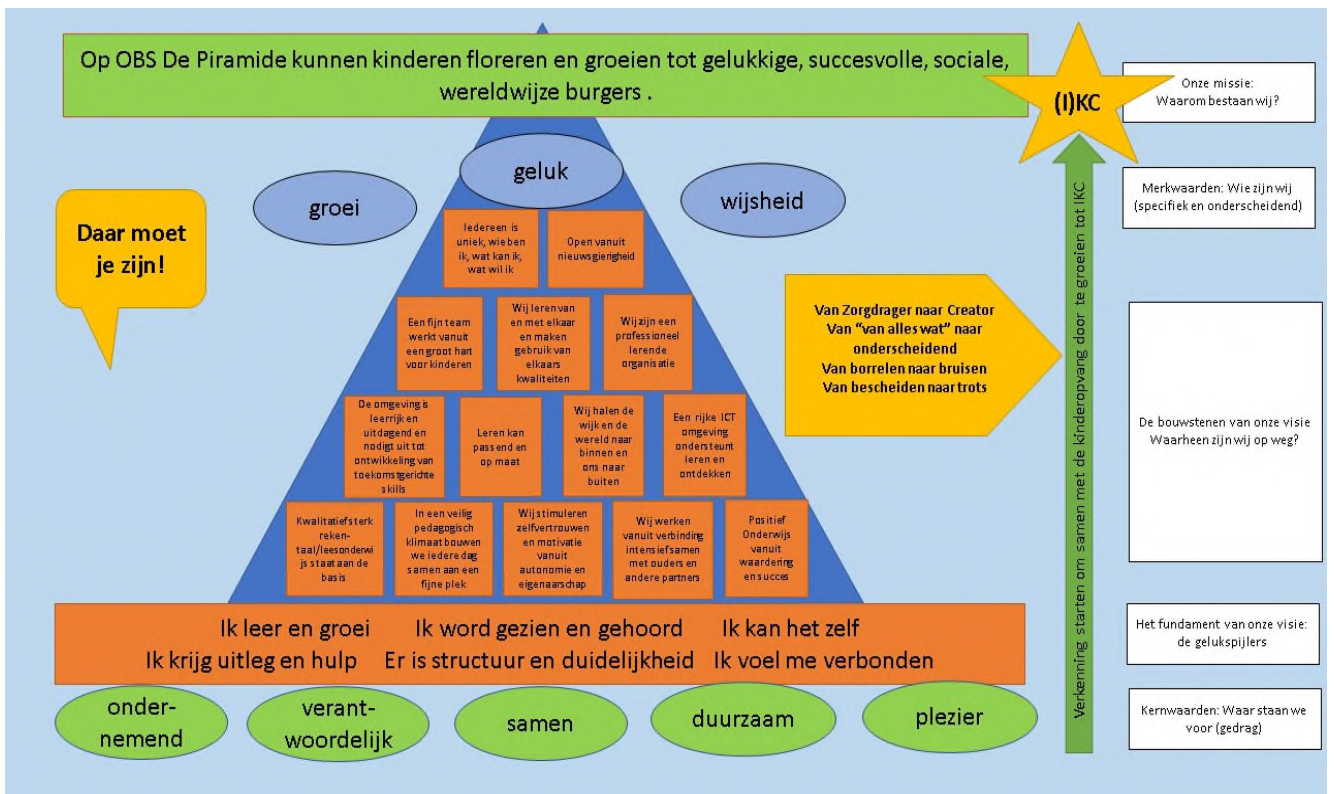 Op OBS De Piramide kunnen kinderen floreren en groeien tot gelukkige, succesvolle, sociale,
wereldwijze burgers .
(I)KC
Onze missie:
Waarom bestaan wij?
groei
geluk
wijsheid
Merkwaarden: Wie zijn wij
(specifiek en onderscheidend)
Daar moet
je zijn!
Iedereen is
uniek, wie ben
ik, wat kan ik,
wat wil ik
Open vanuit
nieuwsgierigheid
Een fijn team
werkt vanuit
een groot hart
voor kinderen
Wij leren van
en met elkaar
en maken
gebruik van
elkaars
kwaliteiten
Wij zijn een
professioneel
lerende
organisatie
De omgeving is
leerrijk en
uitdagend en
nodigt uit tot
ontwikkeling van
toekomstgerichte
skills
Leren kan
passend en
op maat
Wij halen de
wijk en de
wereld naar
binnen en
ons naar
buiten
Een rijke ICT
omgeving
ondersteunt
leren en
ontdekken
Kwalitatief sterk
reken-
taal/leesonderwi
js staat aan de
basis
In een veilig
pedagogisch
klimaat bouwen
we iedere dag
samen aan een
fijne plek
Wij stimuleren
zelfvertrouwen
en motivatie
vanuit
autonomie en
eigenaarschap
Wij werken
vanuit verbinding
intensief samen
met ouders en
andere partners
Positief
Onderwijs
vanuit
waardering
en succes
Van Zorgdrager naar Creator
Van “van alles wat” naar
onderscheidend
Van borrelen naar bruisen
Van bescheiden naar trots
Verkenning starten om samen met de kinderopvang door te groeien tot IKC
De bouwstenen van onze visie
Waarheen zijn wij op weg?
Ik leer en groei Ik word gezien en gehoord Ik kan het zelf
Ik krijg uitleg en hulp Er is structuur en duidelijkheid Ik voel me verbonden
Het fundament van onze visie:
de gelukspijlers
onder-
nemend
verant-
woordelijk
samen
duurzaam
plezier
Kernwaarden: Waar staan we
voor (gedrag)